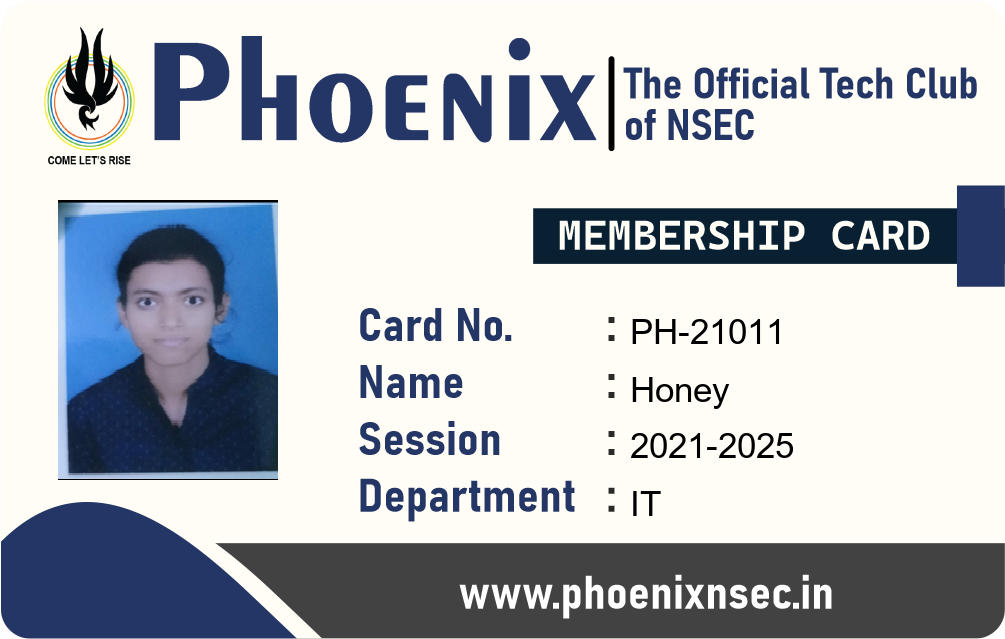 COME LET'S RISE
PHOENiX
The Official Tech Club
of NSEC
MEMBERSHIP CARD
Card No. : PH-21011
Name : Honey
Session : 2021-2025
Department : IT
www.phoenixnsec.in